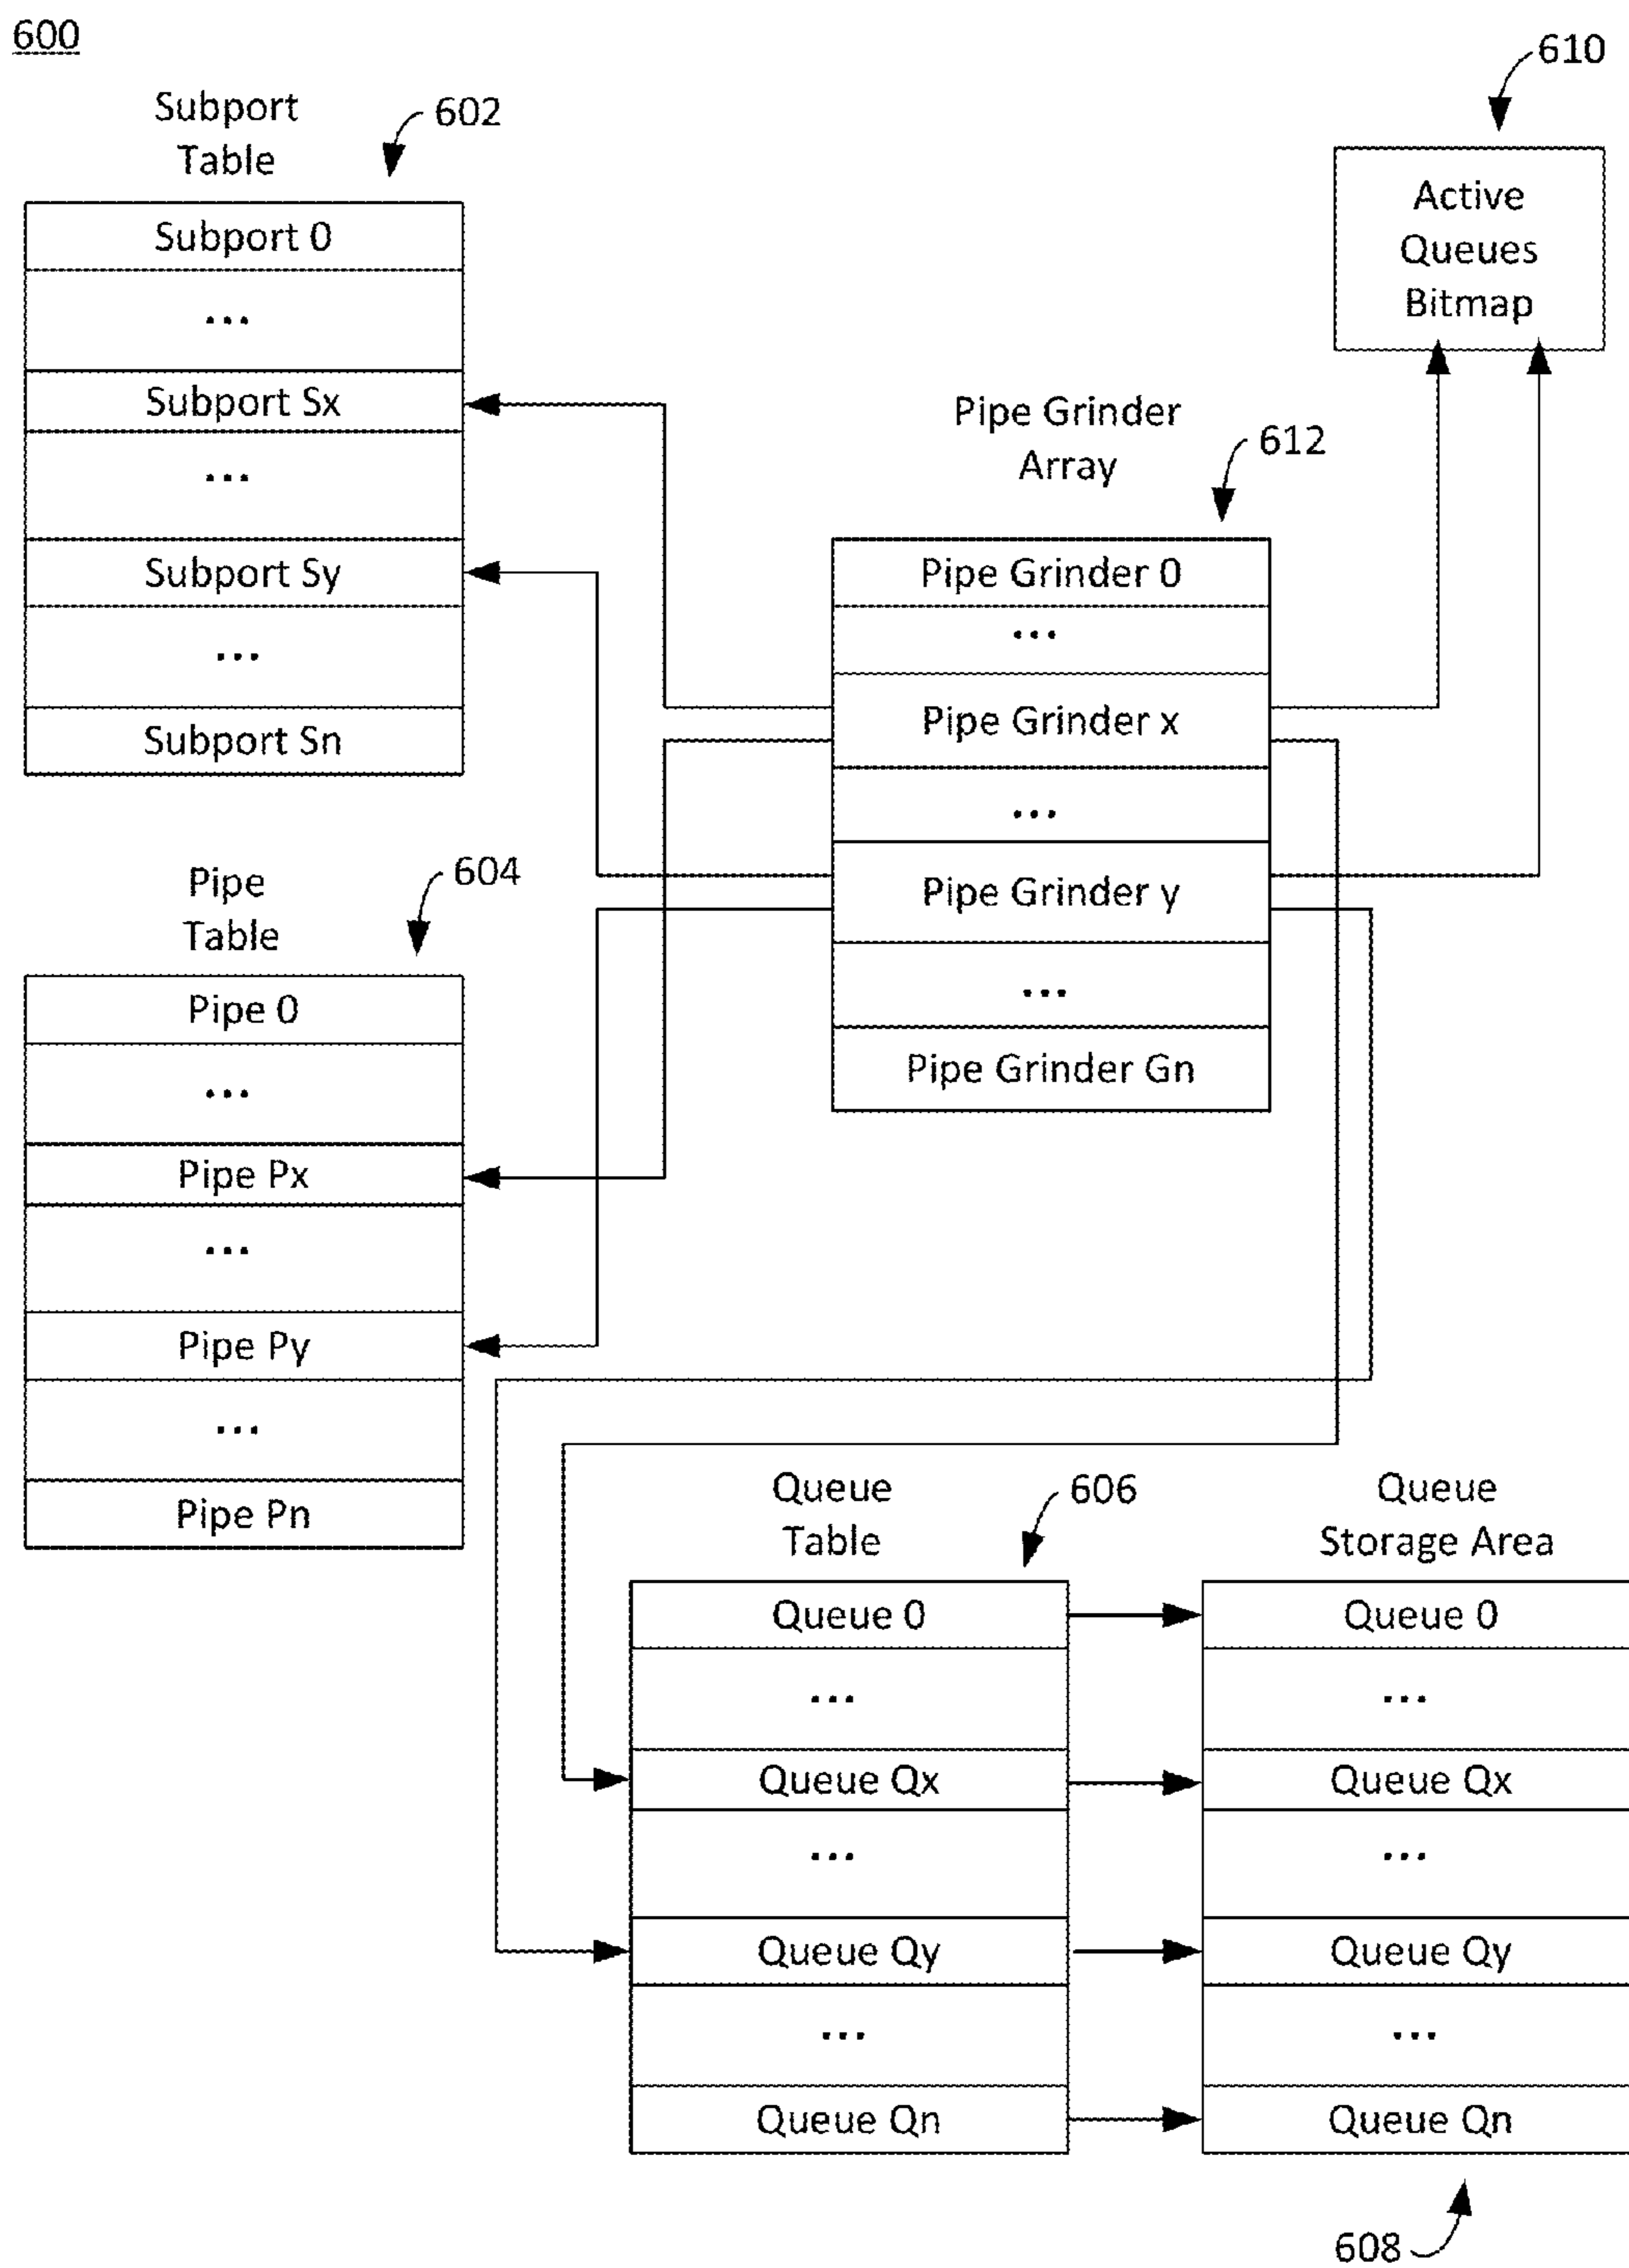 600
Subport
Table
602
Subport 0
...
Subport Sx
...
Subport Sy
...
Subport Sn
610
Active
Queues
Bitmap
Pipe Grinder
Array
612
Pipe Grinder 0
...
Pipe Grinder x
...
Pipe Grinder y
...
Pipe Grinder Gn
Pipe
Table
604
Pipe 0
...
Pipe Px
...
Pipe Py
...
Pipe Pn
Queue
Table
606
Queue 0
...
Queue Qx
...
Queue Qy
...
Queue Qn
Queue
Storage Area
Queue 0
...
Queue Qx
...
Queue Qy
...
Queue Qn
608